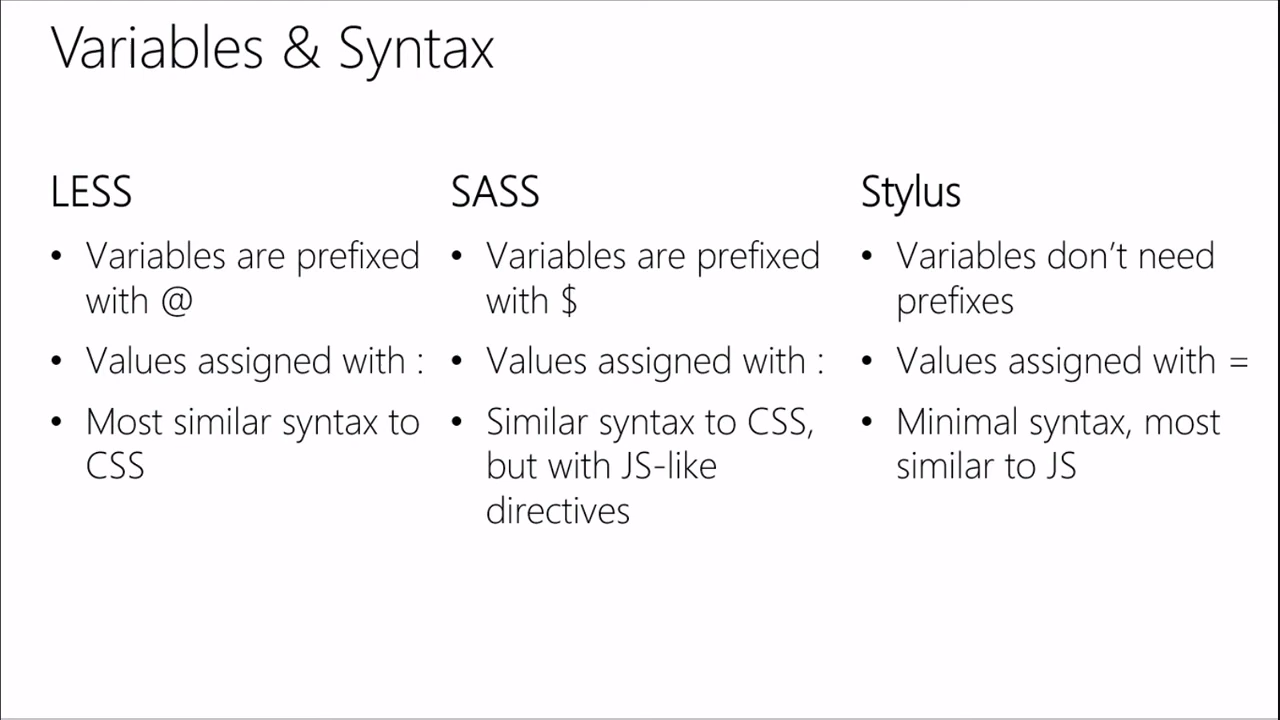 Variables & Syntax
LESS
• Variables are prefixed
with @
• Values assigned with :
• Most similar syntax to
CSS
SASS
• Variables are prefixed
with $
• Values assigned with :
• Similar syntax to CSS,
but with JS-like
directives
Stylus
• Variables don’t need
prefixes
• Values assigned with =
• Minimal syntax, most
similar to JS